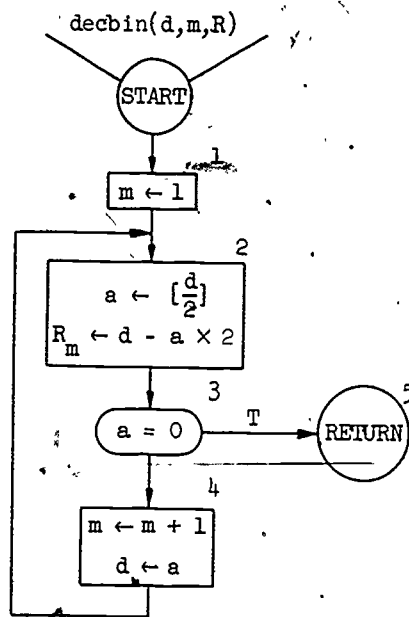 decbin(d,m,R)
START
1
m ← 1
2
a ← [d/2]
R_m ← d - a × 2
3
a = 0
T
5
RETURN
4
m ← m + 1
d ← a